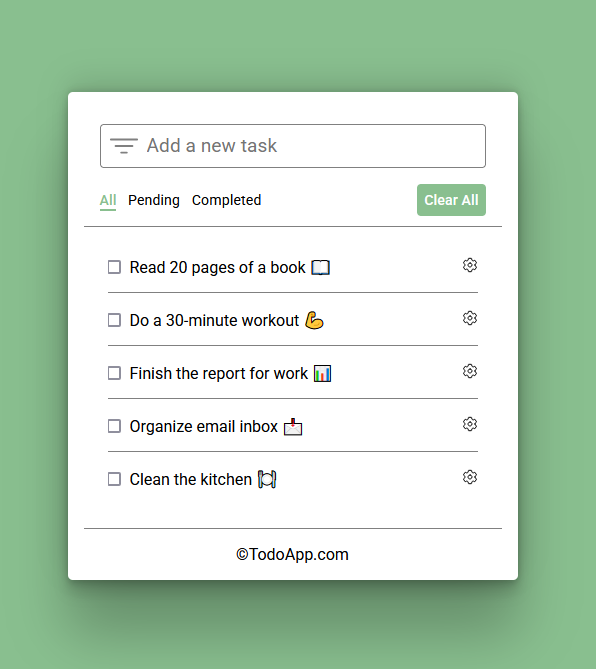 Add a new task
All Pending Completed Clear All
Read 20 pages of a book 📖
Do a 30-minute workout 💪
Finish the report for work 📊
Organize email inbox 📩
Clean the kitchen 🍽️
©TodoApp.com